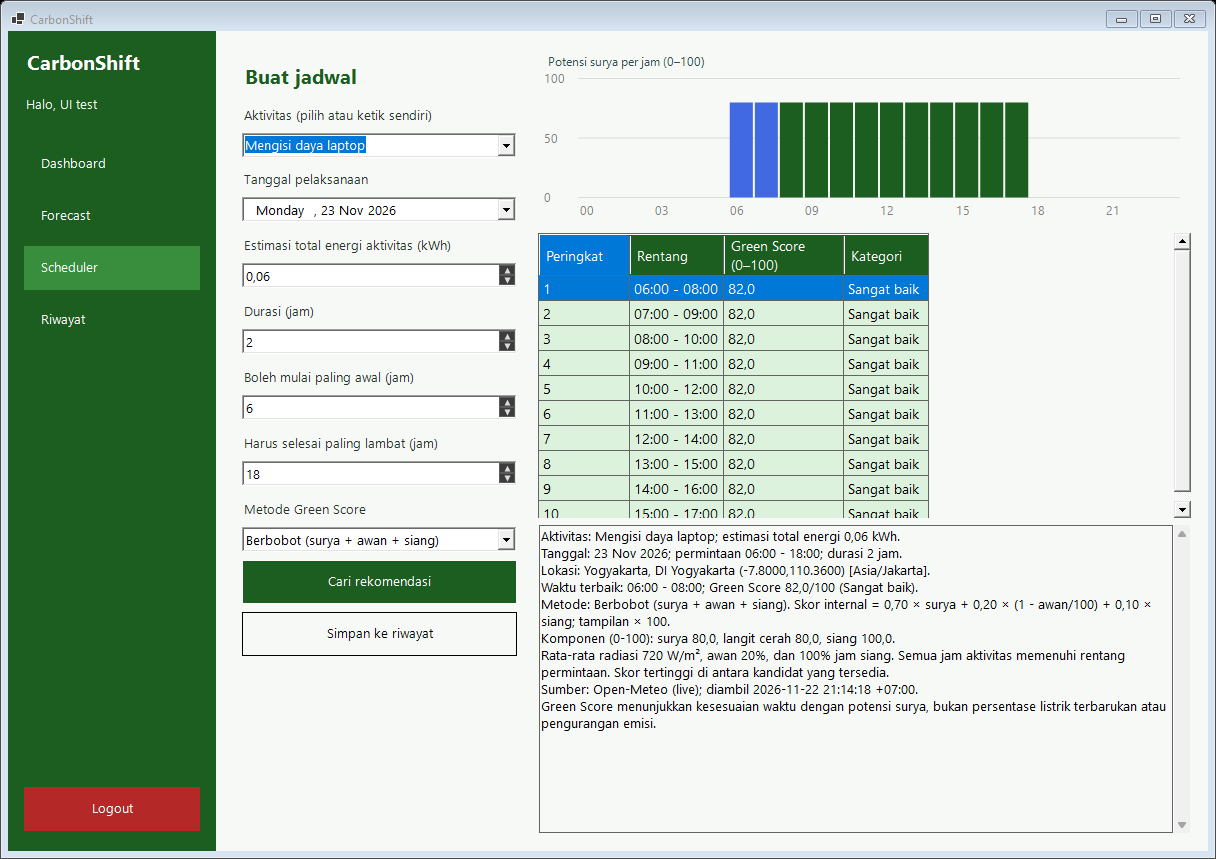 CarbonShift
CarbonShift
Halo, UI test
Dashboard
Forecast
Scheduler
Riwayat
Logout
Buat jadwal
Aktivitas (pilih atau ketik sendiri)
Mengisi daya laptop
Tanggal pelaksanaan
Monday , 23 Nov 2026
Estimasi total energi aktivitas (kWh)
0,06
Durasi (jam)
2
Boleh mulai paling awal (jam)
6
Harus selesai paling lambat (jam)
18
Metode Green Score
Berbobot (surya + awan + siang)
Cari rekomendasi
Simpan ke riwayat
Potensi surya per jam (0–100)
100
50
0
00 03 06 09 12 15 18 21
Peringkat Rentang Green Score (0–100) Kategori
1 06:00 - 08:00 82,0 Sangat baik
2 07:00 - 09:00 82,0 Sangat baik
3 08:00 - 10:00 82,0 Sangat baik
4 09:00 - 11:00 82,0 Sangat baik
5 10:00 - 12:00 82,0 Sangat baik
6 11:00 - 13:00 82,0 Sangat baik
7 12:00 - 14:00 82,0 Sangat baik
8 13:00 - 15:00 82,0 Sangat baik
9 14:00 - 16:00 82,0 Sangat baik
10 15:00 - 17:00 82,0 Sangat baik
Aktivitas: Mengisi daya laptop; estimasi total energi 0,06 kWh.
Tanggal: 23 Nov 2026; permintaan 06:00 - 18:00; durasi 2 jam.
Lokasi: Yogyakarta, DI Yogyakarta (-7.8000,110.3600) [Asia/Jakarta].
Waktu terbaik: 06:00 - 08:00; Green Score 82,0/100 (Sangat baik).
Metode: Berbobot (surya + awan + siang). Skor internal = 0,70 × surya + 0,20 × (1 - awan/100) + 0,10 ×
siang; tampilan × 100.
Komponen (0-100): surya 80,0, langit cerah 80,0, siang 100,0.
Rata-rata radiasi 720 W/m², awan 20%, dan 100% jam siang. Semua jam aktivitas memenuhi rentang
permintaan. Skor tertinggi di antara kandidat yang tersedia.
Sumber: Open-Meteo (live); diambil 2026-11-22 21:14:18 +07:00.
Green Score menunjukkan kesesuaian waktu dengan potensi surya, bukan persentase listrik terbarukan atau
pengurangan emisi.